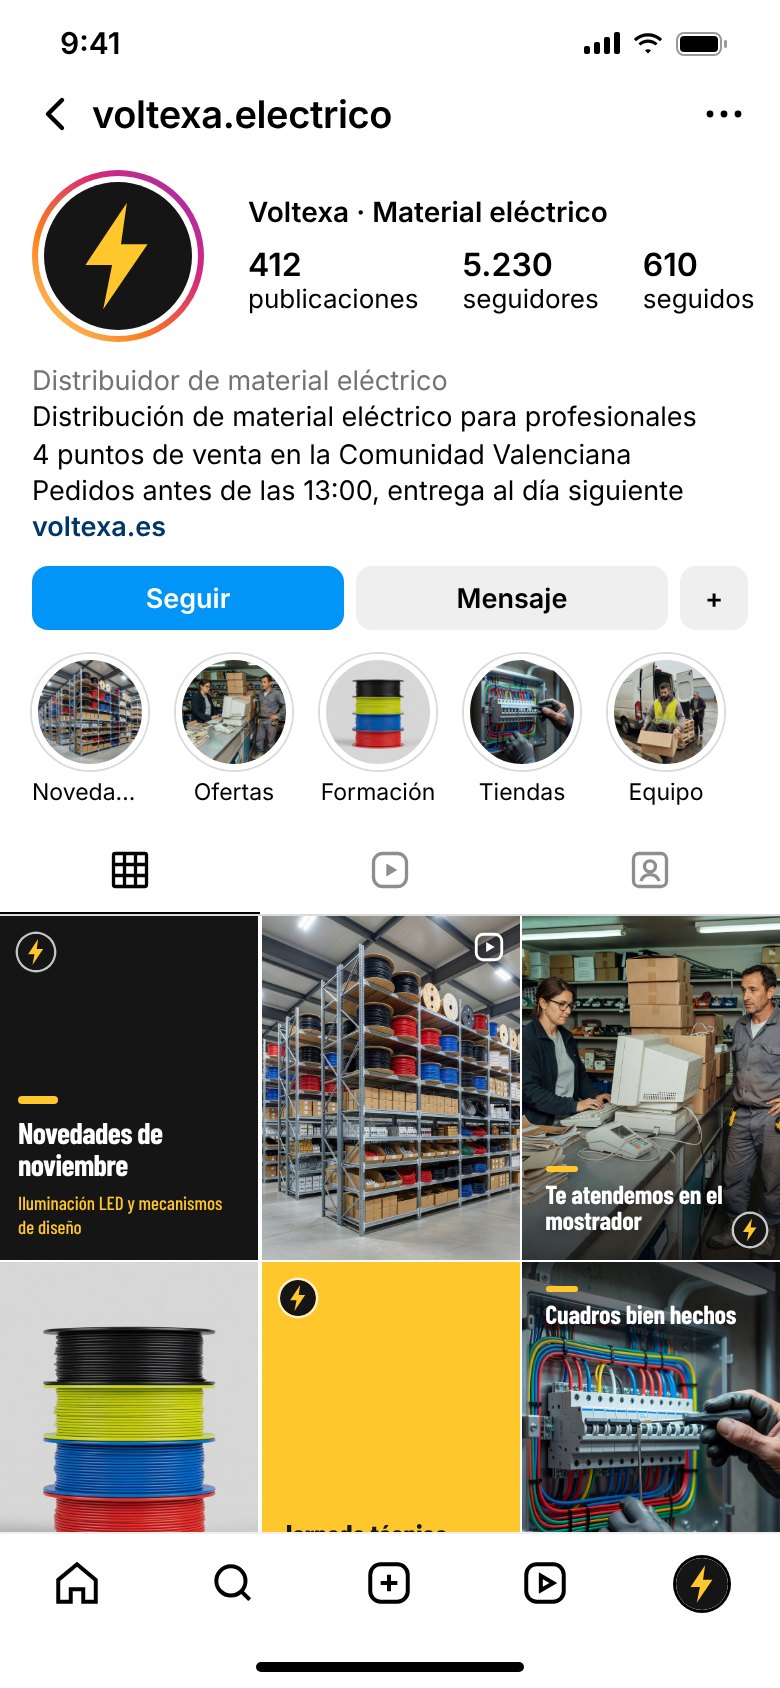 9:41
voltexa.electrico
Voltexa · Material eléctrico
412
publicaciones
5.230
seguidores
610
seguidos
Distribuidor de material eléctrico
Distribución de material eléctrico para profesionales
4 puntos de venta en la Comunidad Valenciana
Pedidos antes de las 13:00, entrega al día siguiente
voltexa.es
Seguir
Mensaje
+
Noveda...
Ofertas
Formación
Tiendas
Equipo
Novedades de
noviembre
Iluminación LED y mecanismos
de diseño
Te atendemos en el
mostrador
Jornada técnica
Cuadros bien hechos